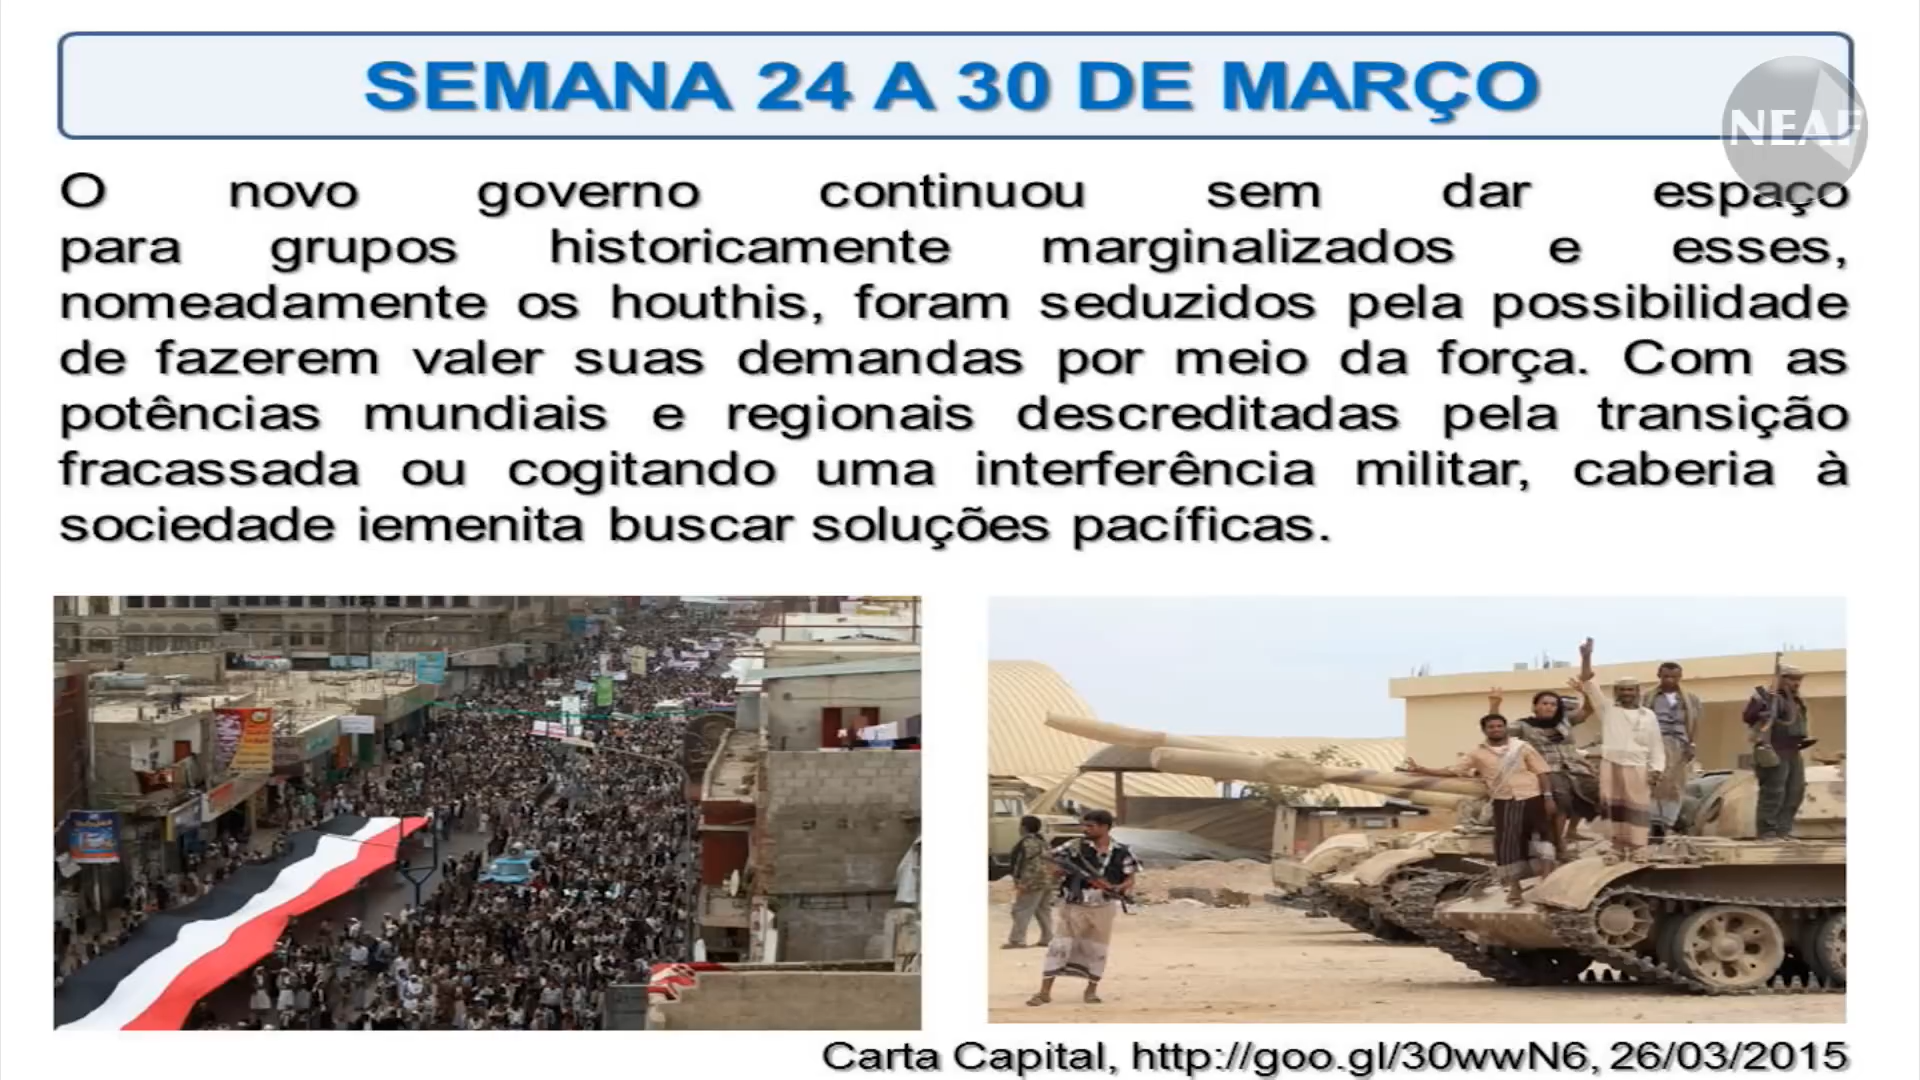 SEMANA 24 A 30 DE MARÇO
NEAF
O novo governo continuou sem dar espaço
para grupos historicamente marginalizados e esses,
nomeadamente os houthis, foram seduzidos pela possibilidade
de fazerem valer suas demandas por meio da força. Com as
potências mundiais e regionais descreditadas pela transição
fracassada ou cogitando uma interferência militar, caberia à
sociedade iemenita buscar soluções pacíficas.
Carta Capital, http://goo.gl/30wwN6, 26/03/2015